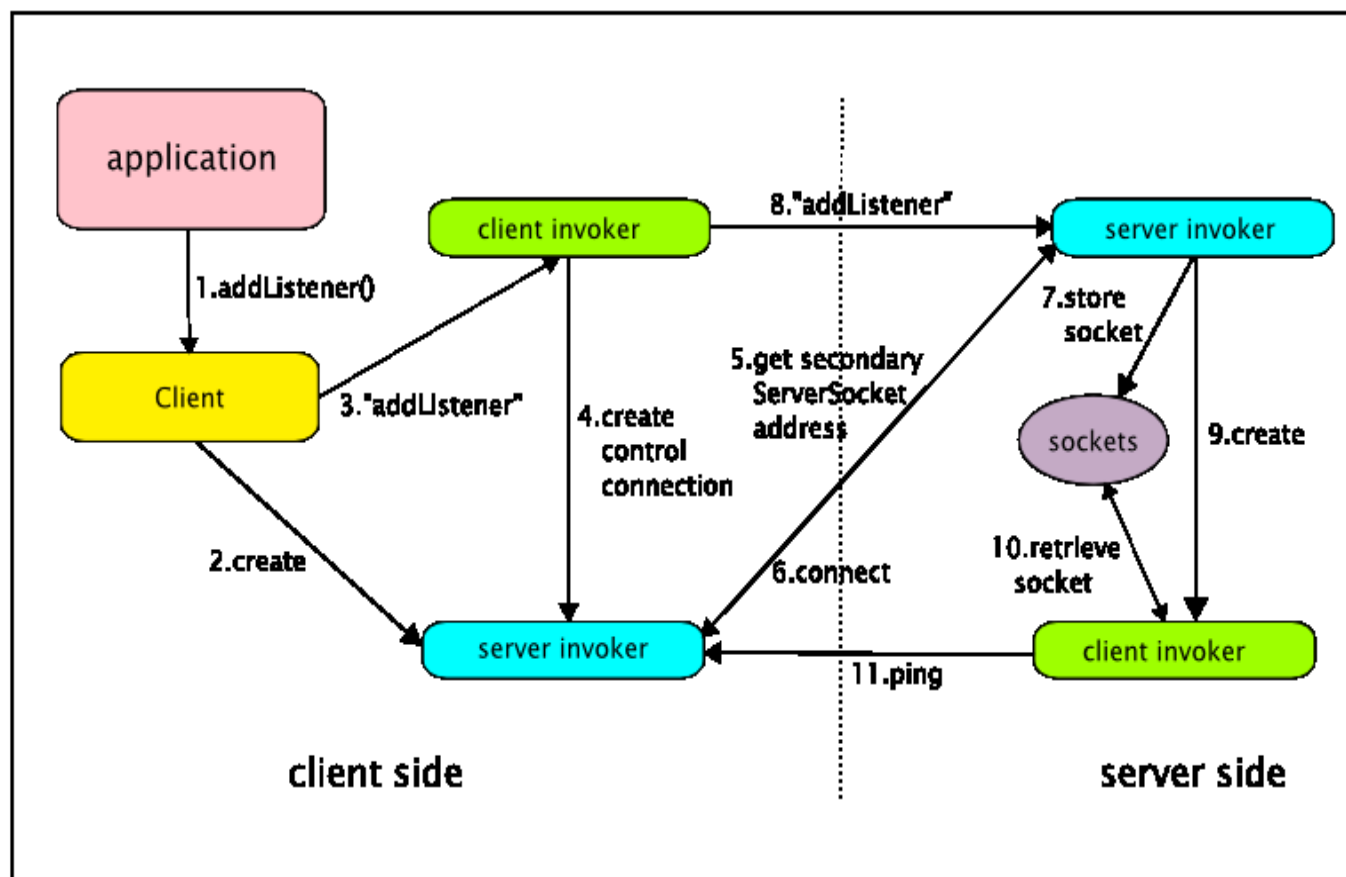 application
1.addListener()
Client
2.create
3."addListener"
client invoker
4.create
control
connection
server invoker
5.get secondary
ServerSocket
address
6.connect
7.store
socket
sockets
8."addListener"
server invoker
9.create
10.retrieve
socket
client invoker
11.ping
client side
server side